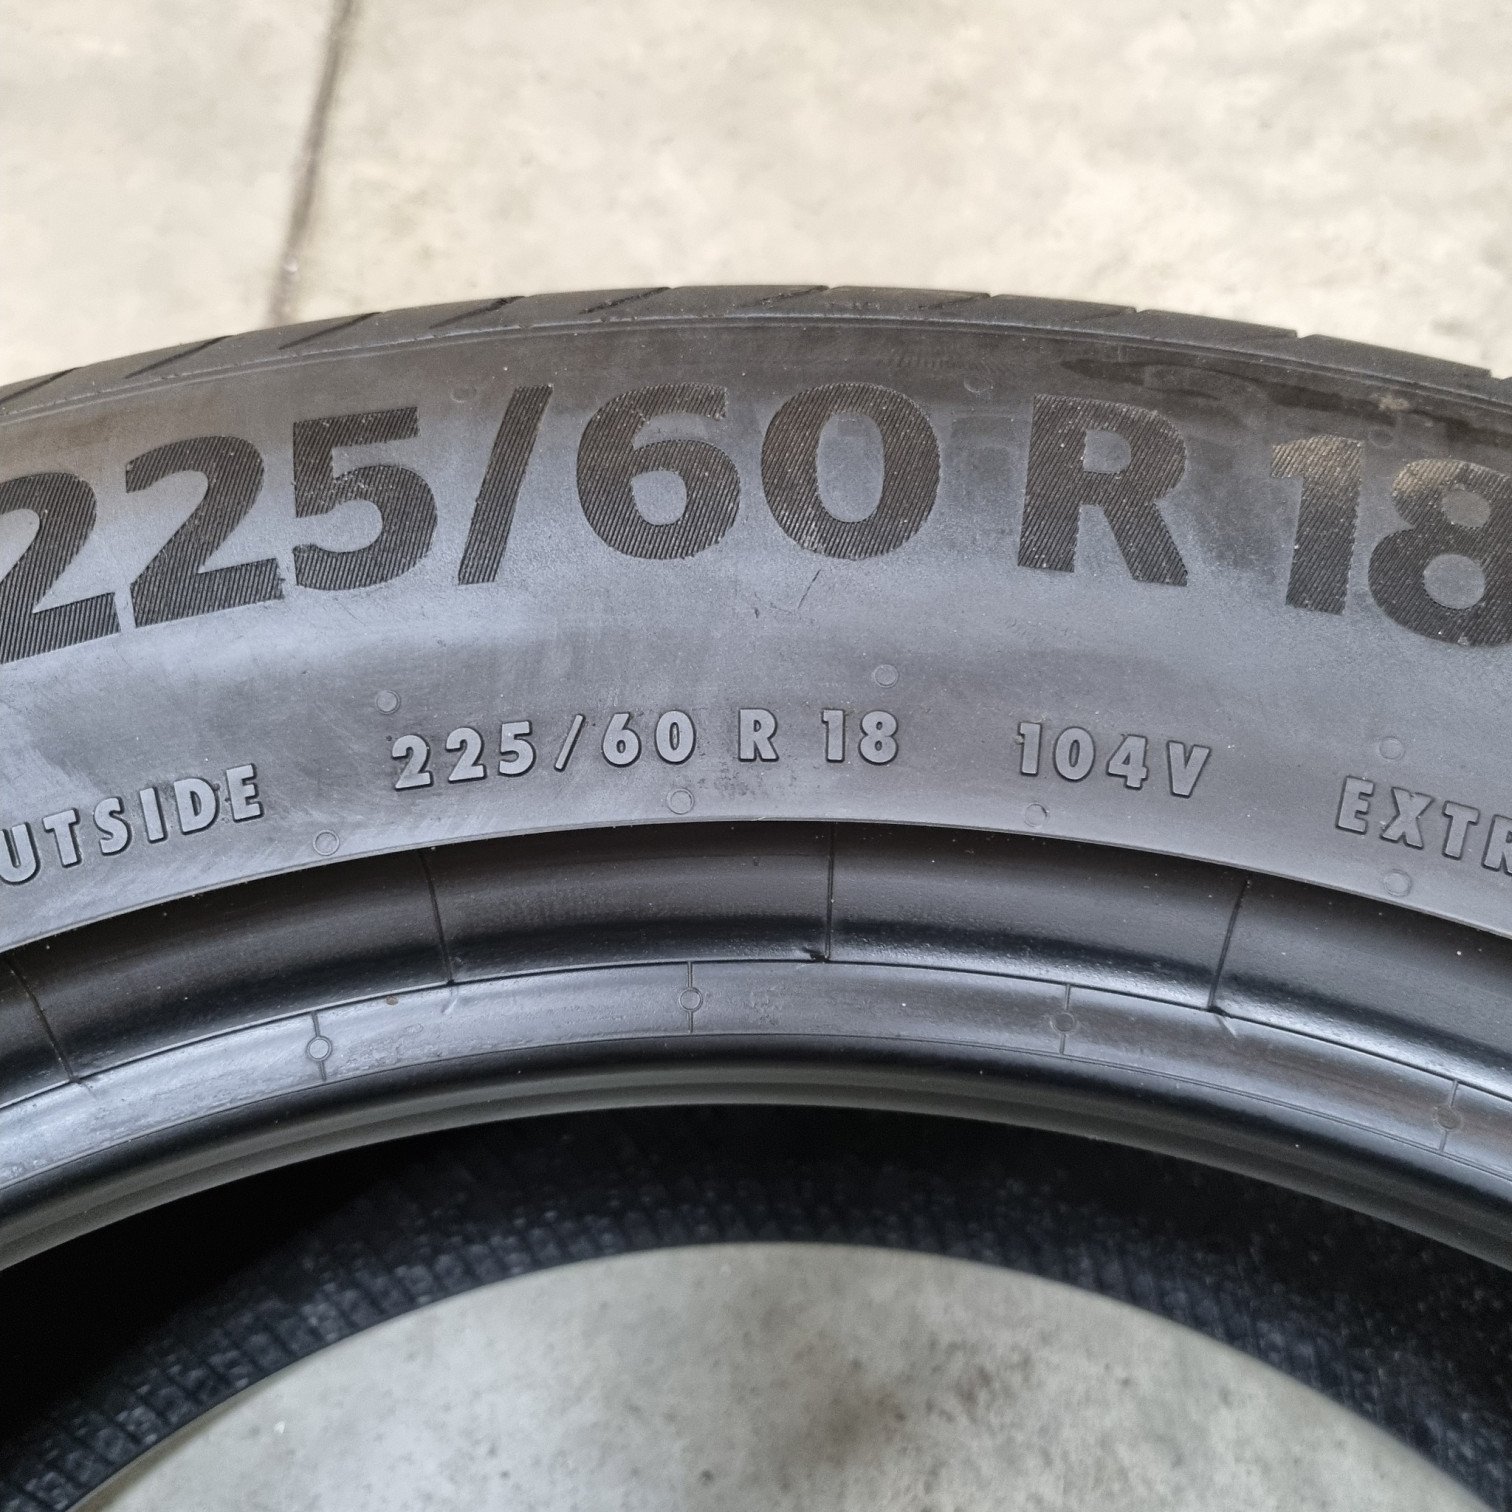 225/60 R 18
UTSIDE 225/60 R 18 104V EXTR